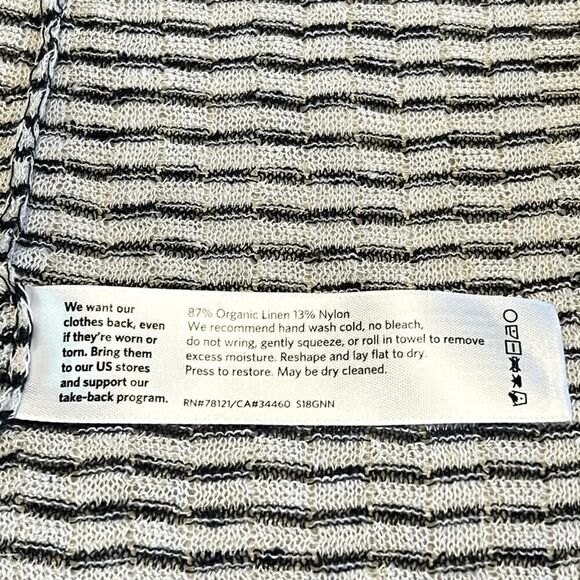 We want our
clothes back, even
if they're worn or
torn. Bring them
to our US stores
and support our
take-back program.
87% Organic Linen 13% Nylon
We recommend hand wash cold, no bleach,
do not wring, gently squeeze, or roll in towel to remove
excess moisture. Reshape and lay flat to dry.
Press to restore. May be dry cleaned.
RN#78121/CA#34460 S18GNN